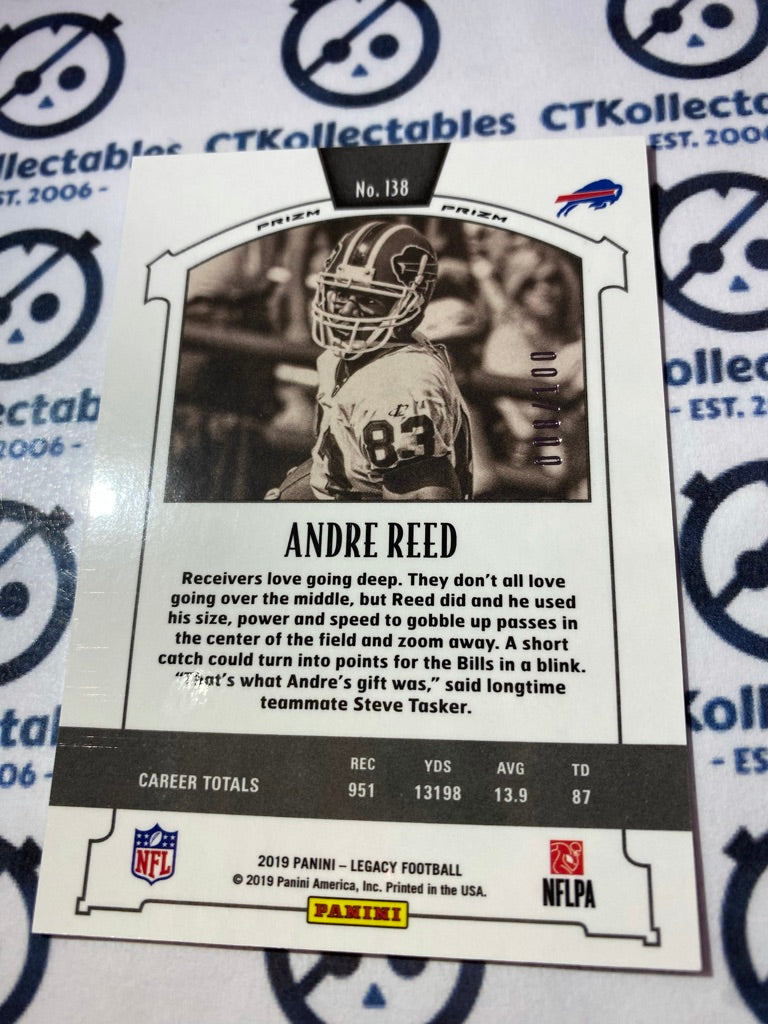 CTKollectables
CTKollecta
llectables
EST. 2006 -
ST. 2006 -
No. 138
PRIZM PRIZM
/100
83
ollec
- EST. 2
ectab
2006 -
ANDRE REED
Receivers love going deep. They don't all love
going over the middle, but Reed did and he used
his size, power and speed to gobble up passes in
the center of the field and zoom away. A short
catch could turn into points for the Bills in a blink.
"That's what Andre's gift was," said longtime
teammate Steve Tasker.
Koll
- ES
tal
06 -
REC YDS AVG TD
CAREER TOTALS 951 13198 13.9 87
NFL
2019 PANINI – LEGACY FOOTBALL
© 2019 Panini America, Inc. Printed in the USA.
NFLPA
PANINI